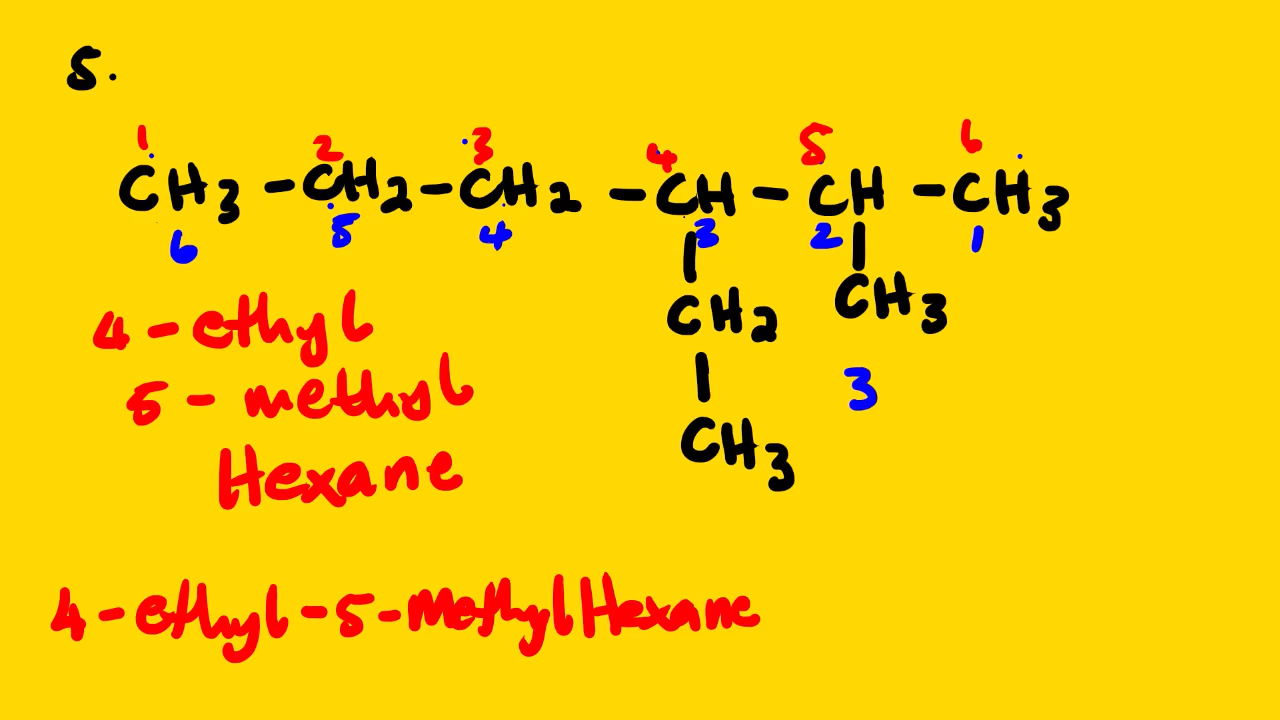 5.
1 2 3 4 5 6
CH3 - CH2 - CH2 - CH - CH - CH3
6 5 4 3 2 1
CH2 CH3
4 - ethyl
5 - methyl
3
Hexane
CH3
4 - ethyl - 5 - Methyl Hexane